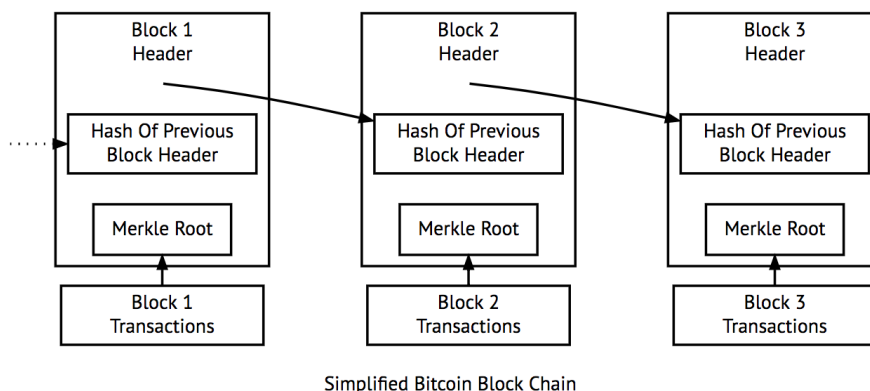 Block 1
Header
Block 2
Header
Block 3
Header
Hash Of Previous
Block Header
Hash Of Previous
Block Header
Hash Of Previous
Block Header
Merkle Root
Merkle Root
Merkle Root
Block 1
Transactions
Block 2
Transactions
Block 3
Transactions
Simplified Bitcoin Block Chain